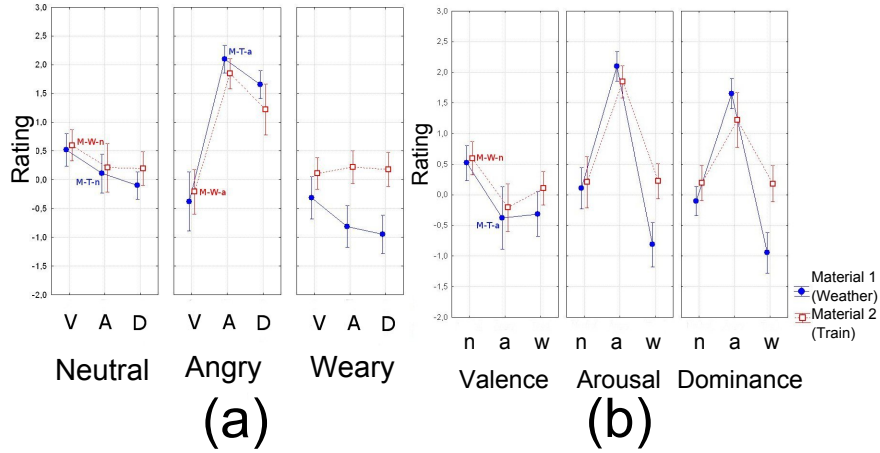 3,0
2,5
2,0
1,5
1,0
0,5
0,0
-0,5
-1,0
-1,5
-2,0
Rating
M-W-n
M-T-n
M-T-a
M-W-a
V A D
V A D
V A D
Neutral
Angry
Weary
(a)
3,0
2,5
2,0
1,5
1,0
0,5
0,0
-0,5
-1,0
-1,5
-2,0
Rating
M-W-n
M-T-a
n a w
n a w
n a w
Valence
Arousal
Dominance
(b)
Material 1
(Weather)
Material 2
(Train)